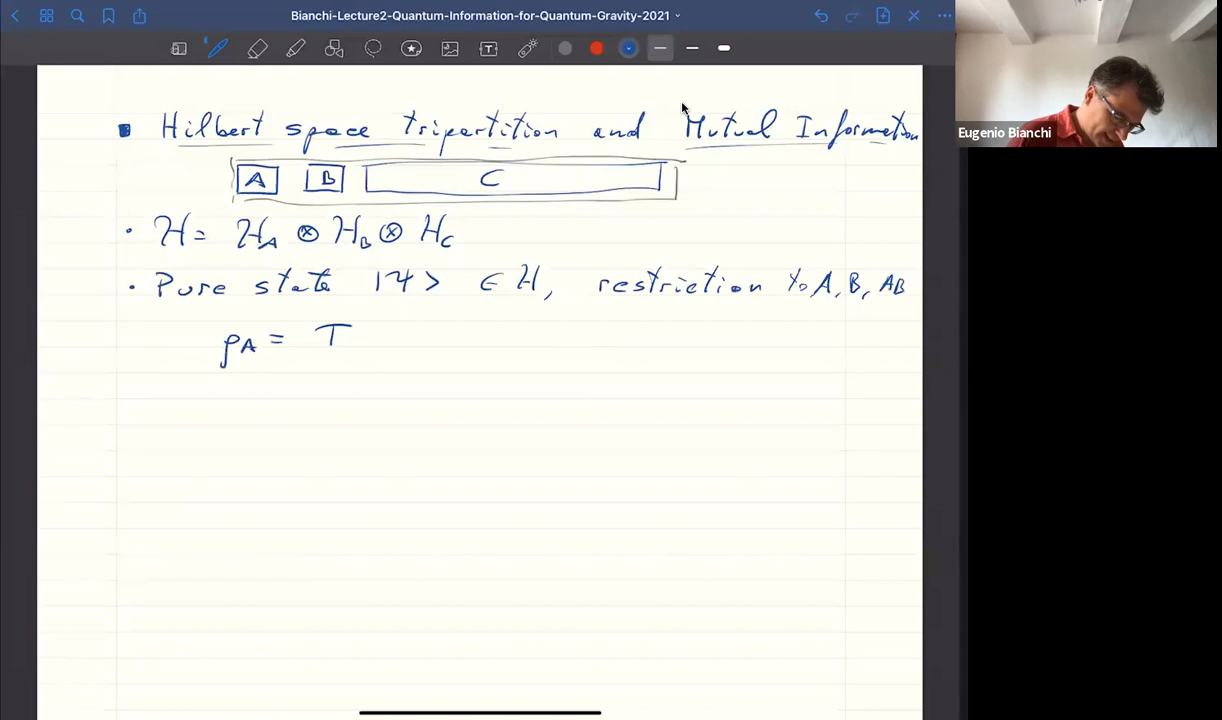 Bianchi-Lecture2-Quantum-Information-for-Quantum-Gravity-2021
Eugenio Bianchi
Hilbert space tripartition and Mutual Information
A B C
• ℋ = ℋ_A ⊗ ℋ_B ⊗ ℋ_C
• Pure state |ψ> ∈ ℋ, restriction to A, B, AB
ρ_A = T